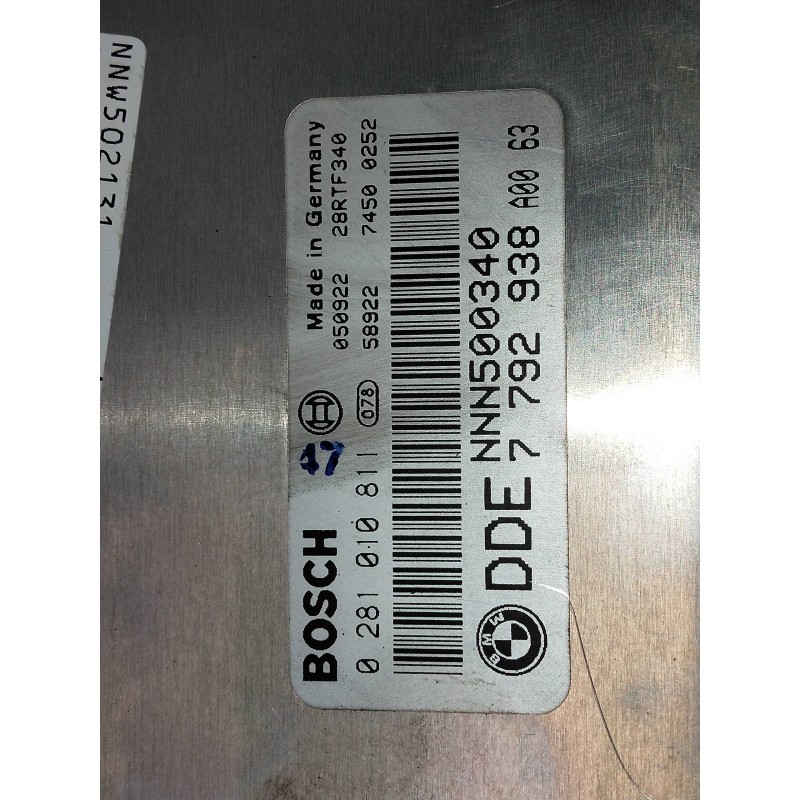 NNW502131
BOSCH
47
Made in Germany
0 281 010 811
078
050922
28RTF340
58922
7450 0252
NNN500340
DDE 7 792 938
A00 63
BMW